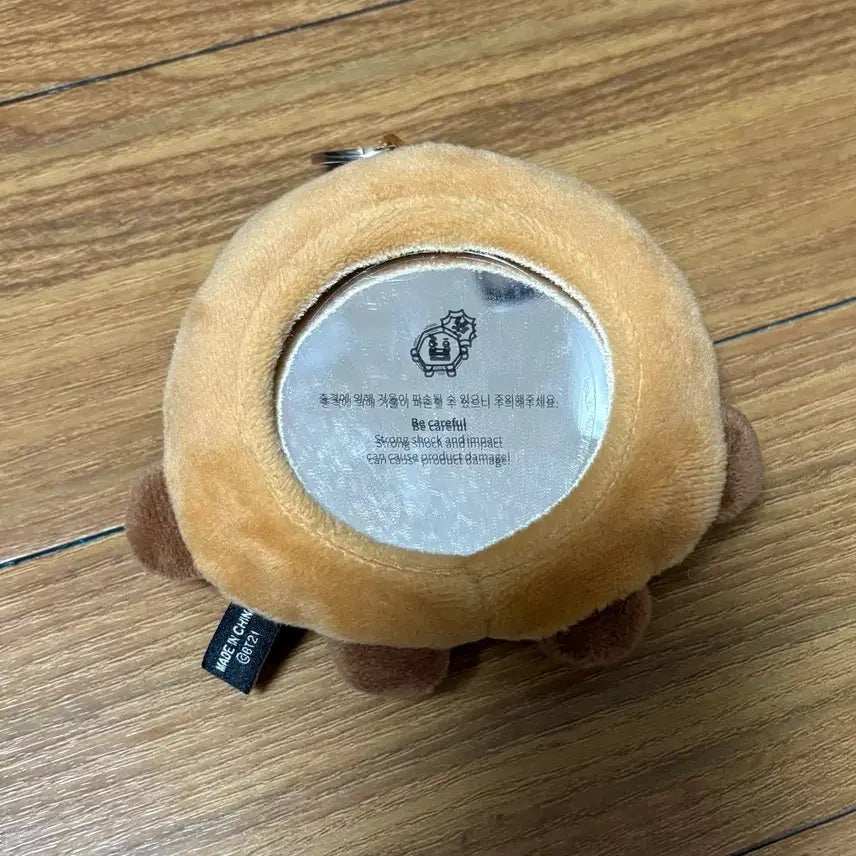 충격에 의해 거울이 파손될 수 있으니 주의해주세요.
Be careful
Strong shock and impact
can cause product damage!
MADE IN CHINA
©BT21